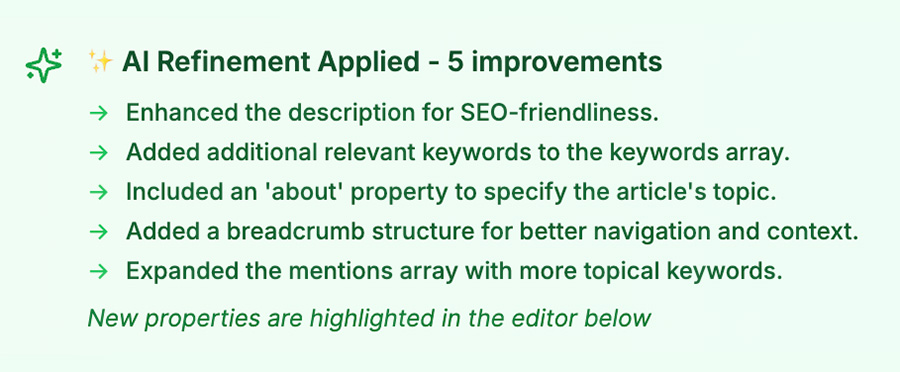 ✨ AI Refinement Applied - 5 improvements
→ Enhanced the description for SEO-friendliness.
→ Added additional relevant keywords to the keywords array.
→ Included an 'about' property to specify the article's topic.
→ Added a breadcrumb structure for better navigation and context.
→ Expanded the mentions array with more topical keywords.
New properties are highlighted in the editor below